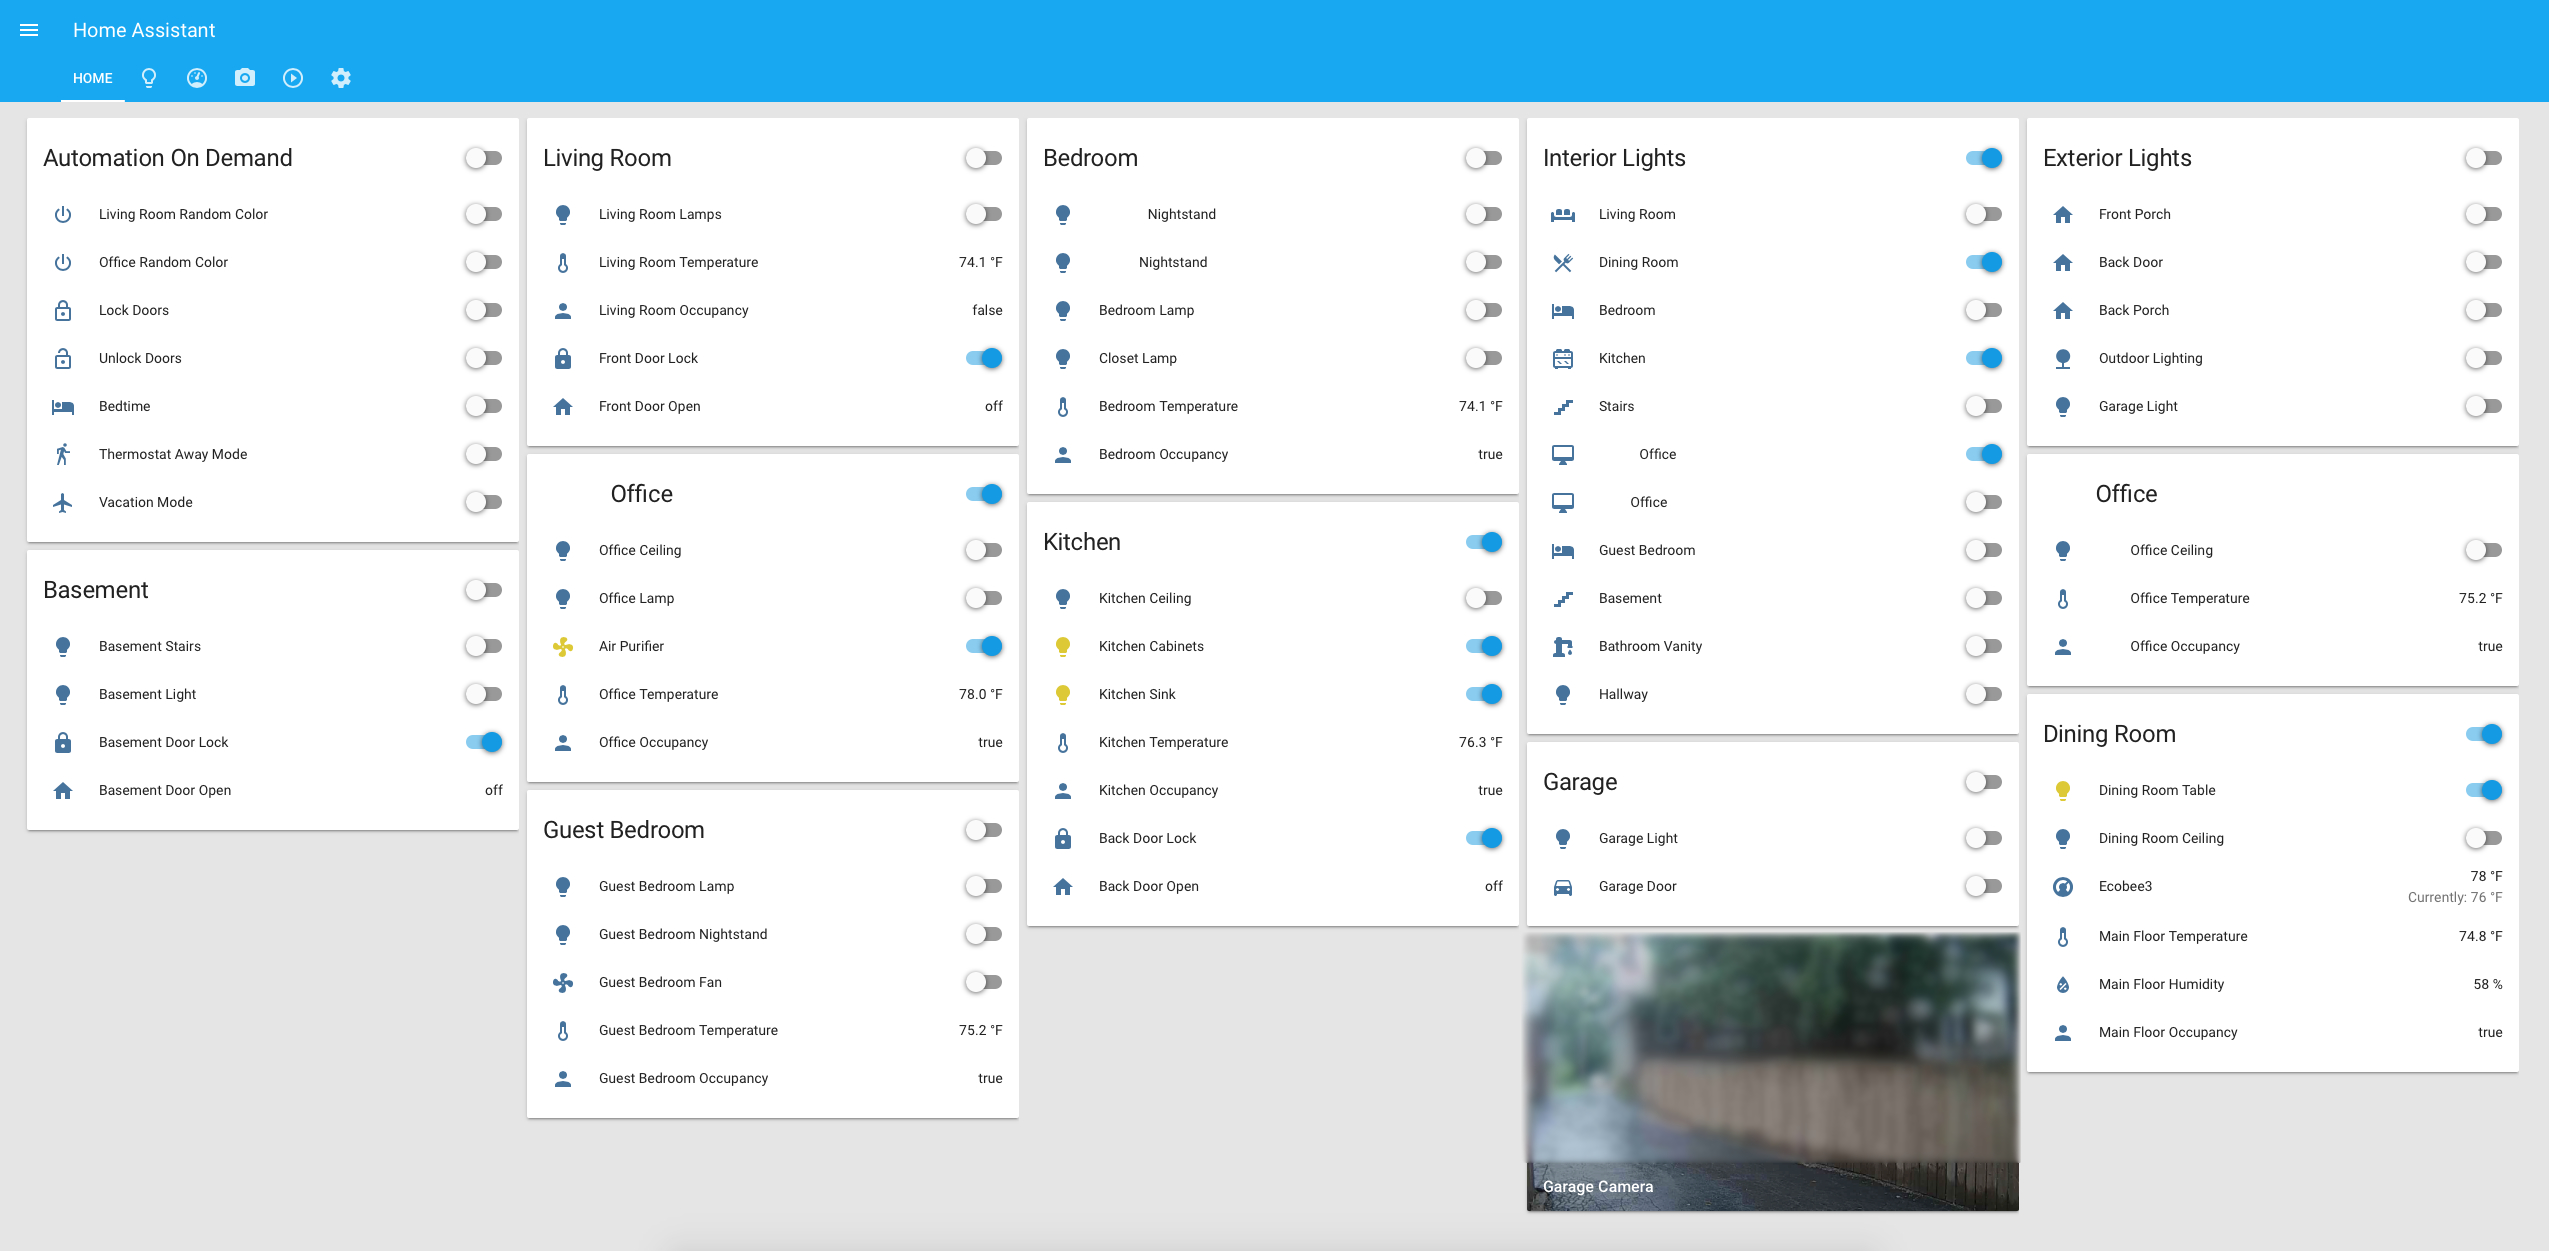 Home Assistant
HOME
Automation On Demand
Living Room Random Color
Office Random Color
Lock Doors
Unlock Doors
Bedtime
Thermostat Away Mode
Vacation Mode
Basement
Basement Stairs
Basement Light
Basement Door Lock
Basement Door Open off
Living Room
Living Room Lamps
Living Room Temperature 74.1 °F
Living Room Occupancy false
Front Door Lock
Front Door Open off
Office
Office Ceiling
Office Lamp
Air Purifier
Office Temperature 78.0 °F
Office Occupancy true
Guest Bedroom
Guest Bedroom Lamp
Guest Bedroom Nightstand
Guest Bedroom Fan
Guest Bedroom Temperature 75.2 °F
Guest Bedroom Occupancy true
Bedroom
Nightstand
Nightstand
Bedroom Lamp
Closet Lamp
Bedroom Temperature 74.1 °F
Bedroom Occupancy true
Kitchen
Kitchen Ceiling
Kitchen Cabinets
Kitchen Sink
Kitchen Temperature 76.3 °F
Kitchen Occupancy true
Back Door Lock
Back Door Open off
Interior Lights
Living Room
Dining Room
Bedroom
Kitchen
Stairs
Office
Office
Guest Bedroom
Basement
Bathroom Vanity
Hallway
Garage
Garage Light
Garage Door
Garage Camera
Exterior Lights
Front Porch
Back Door
Back Porch
Outdoor Lighting
Garage Light
Office
Office Ceiling
Office Temperature 75.2 °F
Office Occupancy true
Dining Room
Dining Room Table
Dining Room Ceiling
Ecobee3 78 °F
Currently: 76 °F
Main Floor Temperature 74.8 °F
Main Floor Humidity 58 %
Main Floor Occupancy true